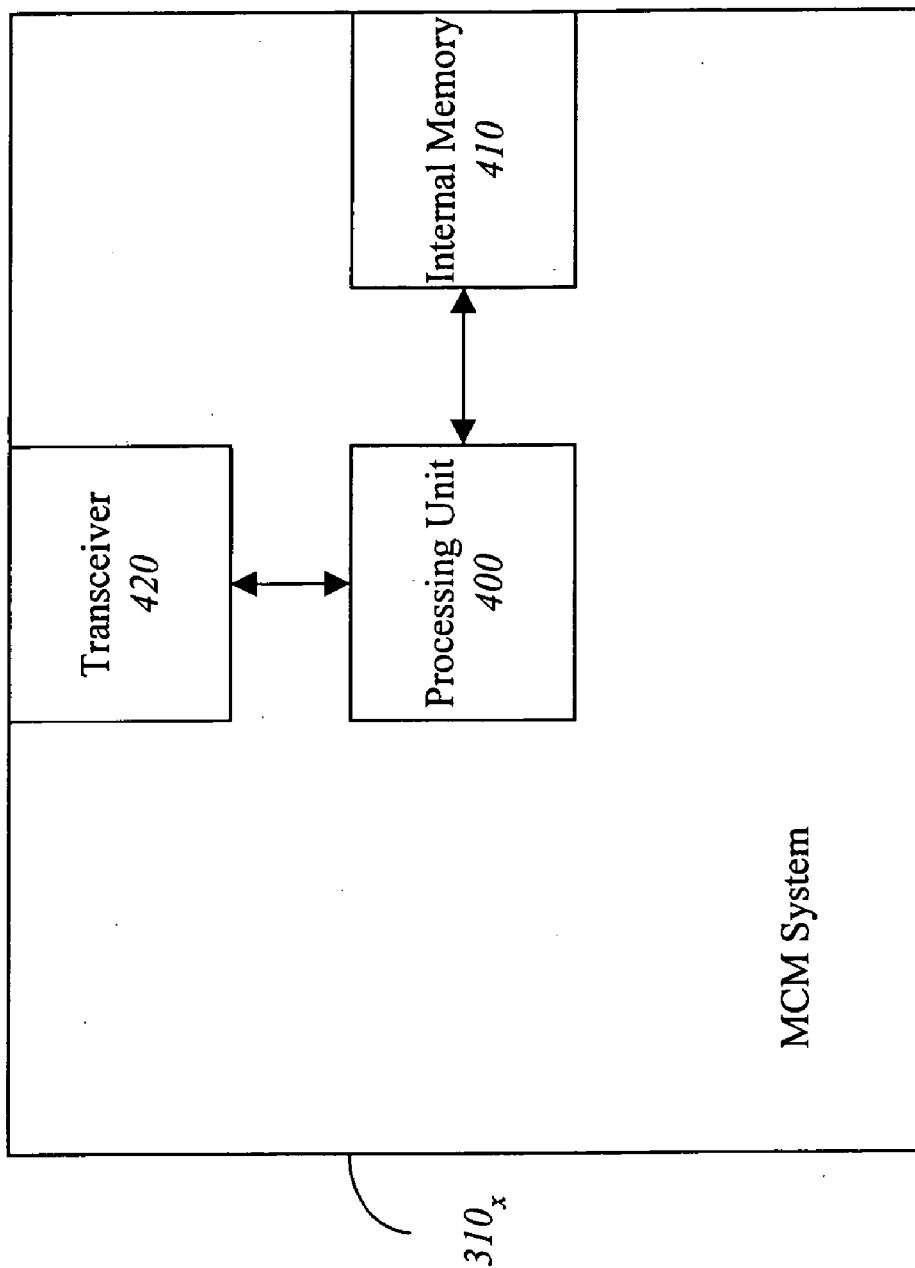 Transceiver
420
Processing Unit
400
Internal Memory
410
MCM System
310x